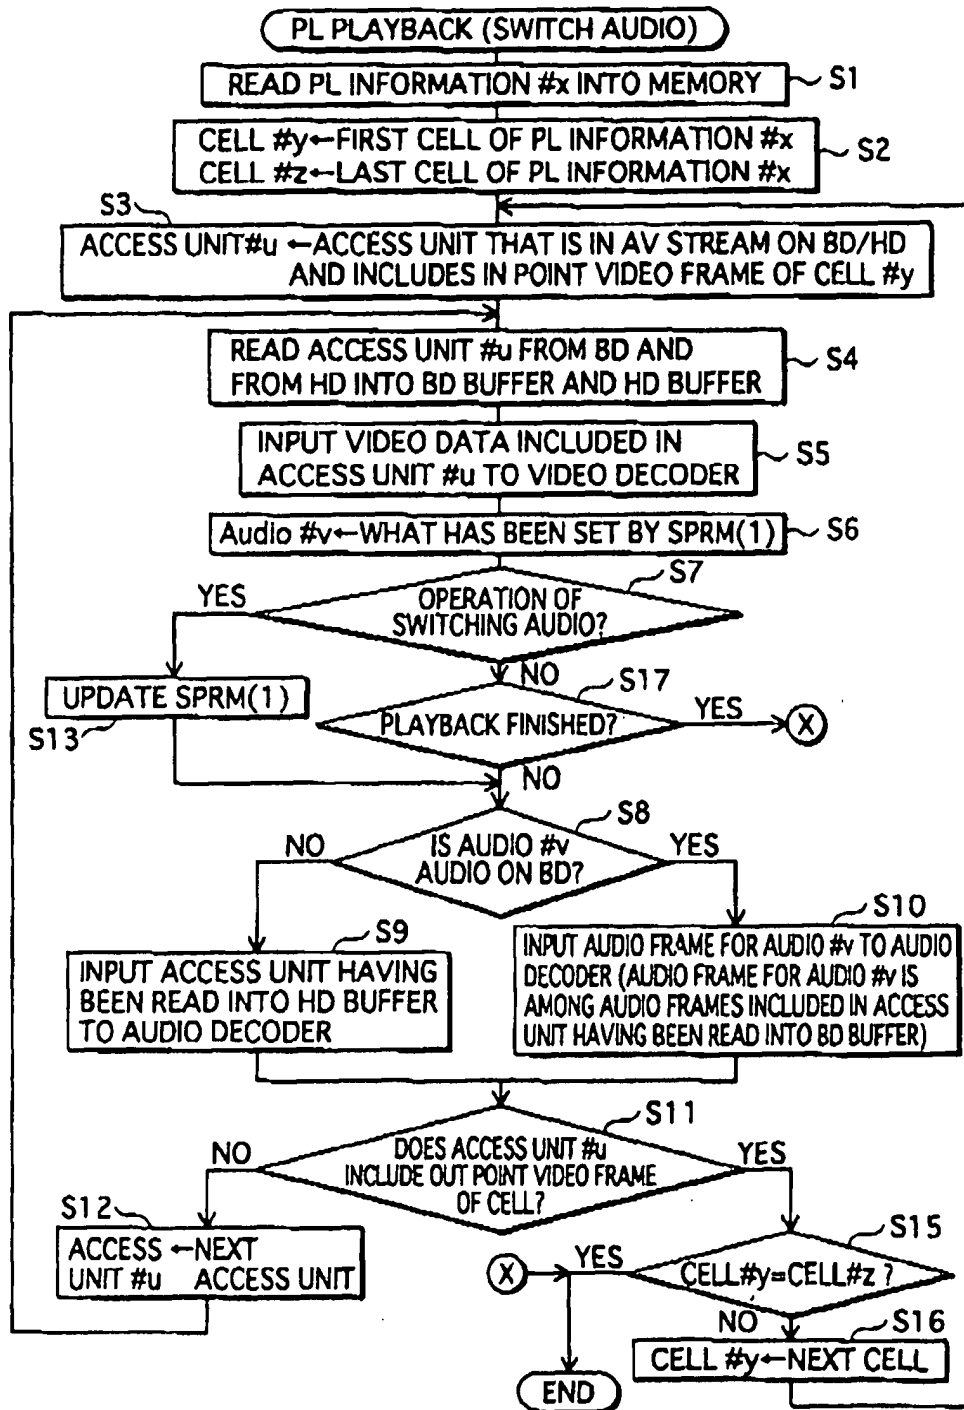 PL PLAYBACK (SWITCH AUDIO)
READ PL INFORMATION #x INTO MEMORY
S1
CELL #y←FIRST CELL OF PL INFORMATION #x
CELL #z←LAST CELL OF PL INFORMATION #x
S2
S3
ACCESS UNIT#u ←ACCESS UNIT THAT IS IN AV STREAM ON BD/HD
AND INCLUDES IN POINT VIDEO FRAME OF CELL #y
READ ACCESS UNIT #u FROM BD AND
FROM HD INTO BD BUFFER AND HD BUFFER
S4
INPUT VIDEO DATA INCLUDED IN
ACCESS UNIT #u TO VIDEO DECODER
S5
Audio #v←WHAT HAS BEEN SET BY SPRM(1)
S6
S7
YES
OPERATION OF
SWITCHING AUDIO?
NO
S17
UPDATE SPRM(1)
S13
PLAYBACK FINISHED?
YES
X
NO
S8
NO
IS AUDIO #v
AUDIO ON BD?
YES
S9
INPUT ACCESS UNIT HAVING
BEEN READ INTO HD BUFFER
TO AUDIO DECODER
S10
INPUT AUDIO FRAME FOR AUDIO #v TO AUDIO
DECODER (AUDIO FRAME FOR AUDIO #v IS
AMONG AUDIO FRAMES INCLUDED IN ACCESS
UNIT HAVING BEEN READ INTO BD BUFFER)
S11
NO
DOES ACCESS UNIT #u
INCLUDE OUT POINT VIDEO FRAME
OF CELL?
YES
S12
ACCESS ←NEXT
UNIT #u ACCESS UNIT
S15
X
YES
CELL#y=CELL#z ?
NO
S16
CELL #y←NEXT CELL
END